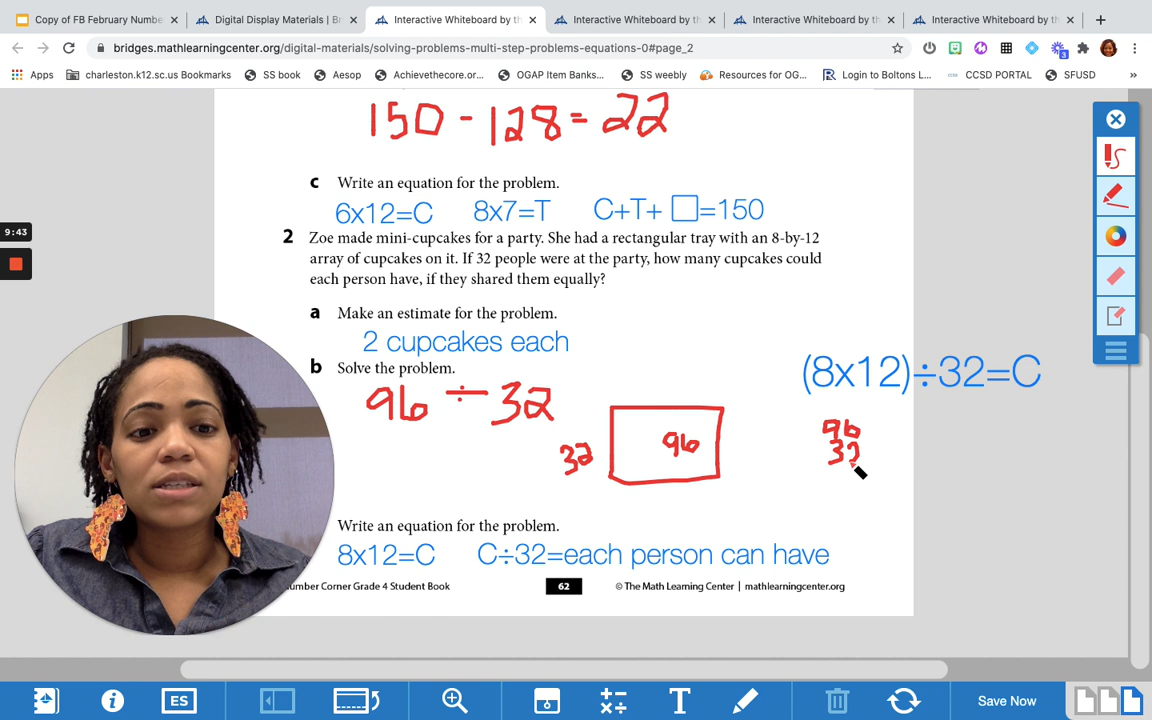 Copy of FB February Number
Digital Display Materials | Br
Interactive Whiteboard by th
Interactive Whiteboard by th
Interactive Whiteboard by th
Interactive Whiteboard by th
bridges.mathlearningcenter.org/digital-materials/solving-problems-multi-step-problems-equations-0#page_2
Apps charleston.k12.sc.us Bookmarks SS book Aesop Achievethecore.or... OGAP Item Banks... SS weekly Resources for OG... Login to Boltons L... CCSD PORTAL SFUSD »
150 - 128 = 22
c Write an equation for the problem.
6x12=C 8x7=T C+T+ □=150
9:43
2 Zoe made mini-cupcakes for a party. She had a rectangular tray with an 8-by-12
array of cupcakes on it. If 32 people were at the party, how many cupcakes could
each person have, if they shared them equally?
a Make an estimate for the problem.
2 cupcakes each
b Solve the problem.
(8x12)÷32=C
96 ÷ 32
32 96
96
32
Write an equation for the problem.
8x12=C C÷32=each person can have
umber Corner Grade 4 Student Book 62 © The Math Learning Center | mathlearningcenter.org
ES Save Now